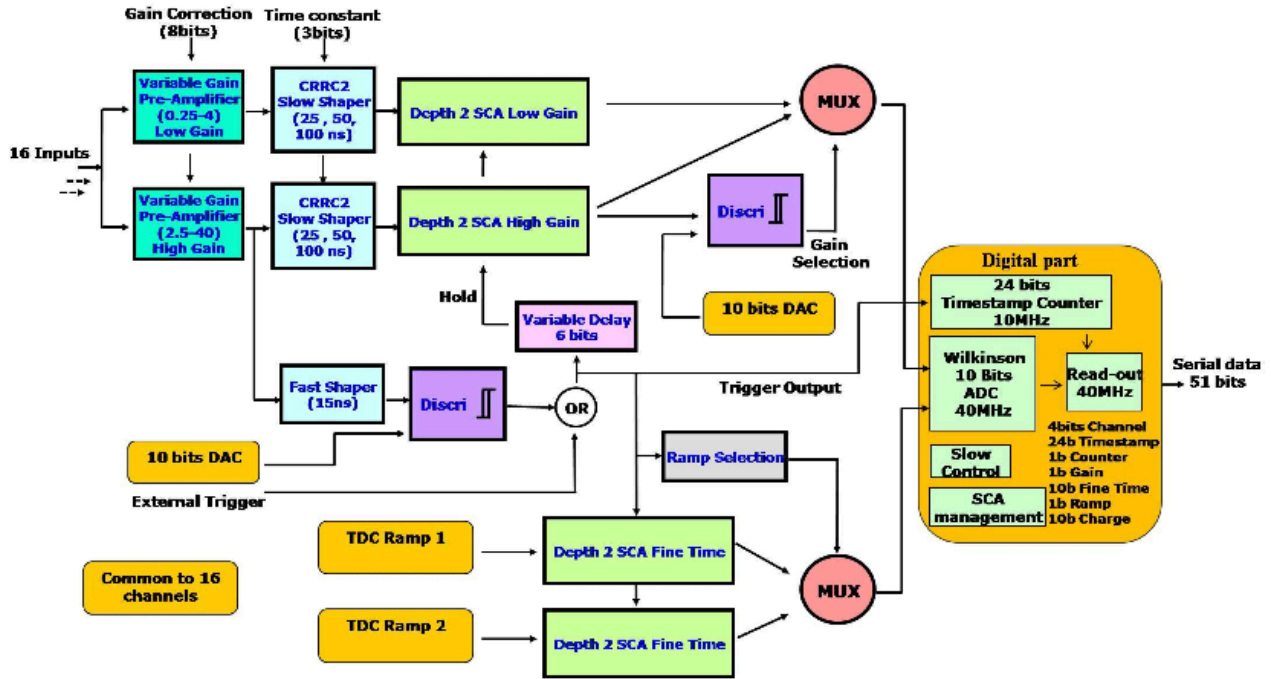 Gain Correction
(8bits)
Time constant
(3bits)
16 Inputs
Variable Gain
Pre-Amplifier
(0.25-4)
Low Gain
CRRC2
Slow Shaper
(25 , 50,
100 ns)
Depth 2 SCA Low Gain
MUX
Variable Gain
Pre-Amplifier
(2.5-40)
High Gain
CRRC2
Slow Shaper
(25 , 50,
100 ns)
Depth 2 SCA High Gain
Discri
Gain
Selection
Hold
Variable Delay
6 bits
10 bits DAC
Digital part
24 bits
Timestamp Counter
10MHz
Wilkinson
10 Bits
ADC
40MHz
Read-out
40MHz
Serial data
51 bits
Fast Shaper
(15ns)
Discri
OR
Trigger Output
10 bits DAC
External Trigger
Ramp Selection
Slow
Control
SCA
management
4bits Channel
24b Timestamp
1b Counter
1b Gain
10b Fine Time
1b Ramp
10b Charge
TDC Ramp 1
Depth 2 SCA Fine Time
MUX
Common to 16
channels
TDC Ramp 2
Depth 2 SCA Fine Time